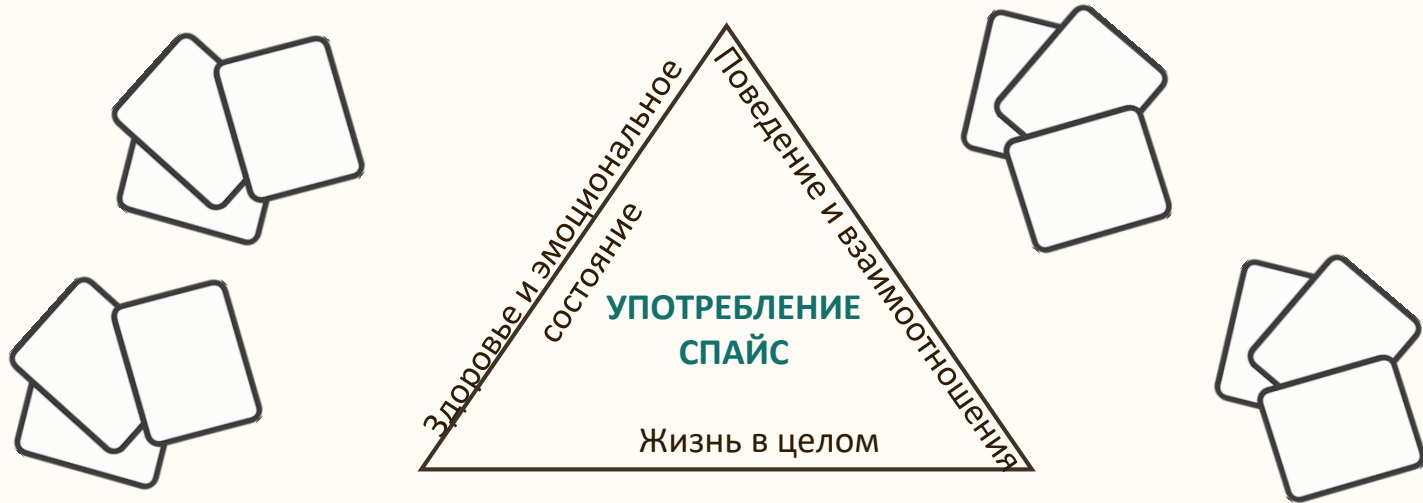 Здоровье и эмоциональное
состояние
Поведение и взаимоотношения
УПОТРЕБЛЕНИЕ
СПАЙС
Жизнь в целом